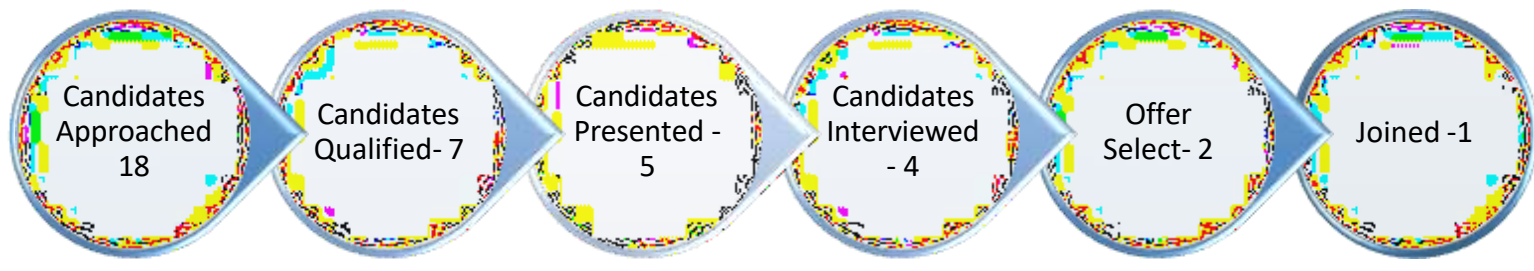 Candidates
Approached
18
Candidates
Qualified- 7
Candidates
Presented -
5
Candidates
Interviewed
- 4
Offer
Select- 2
Joined -1